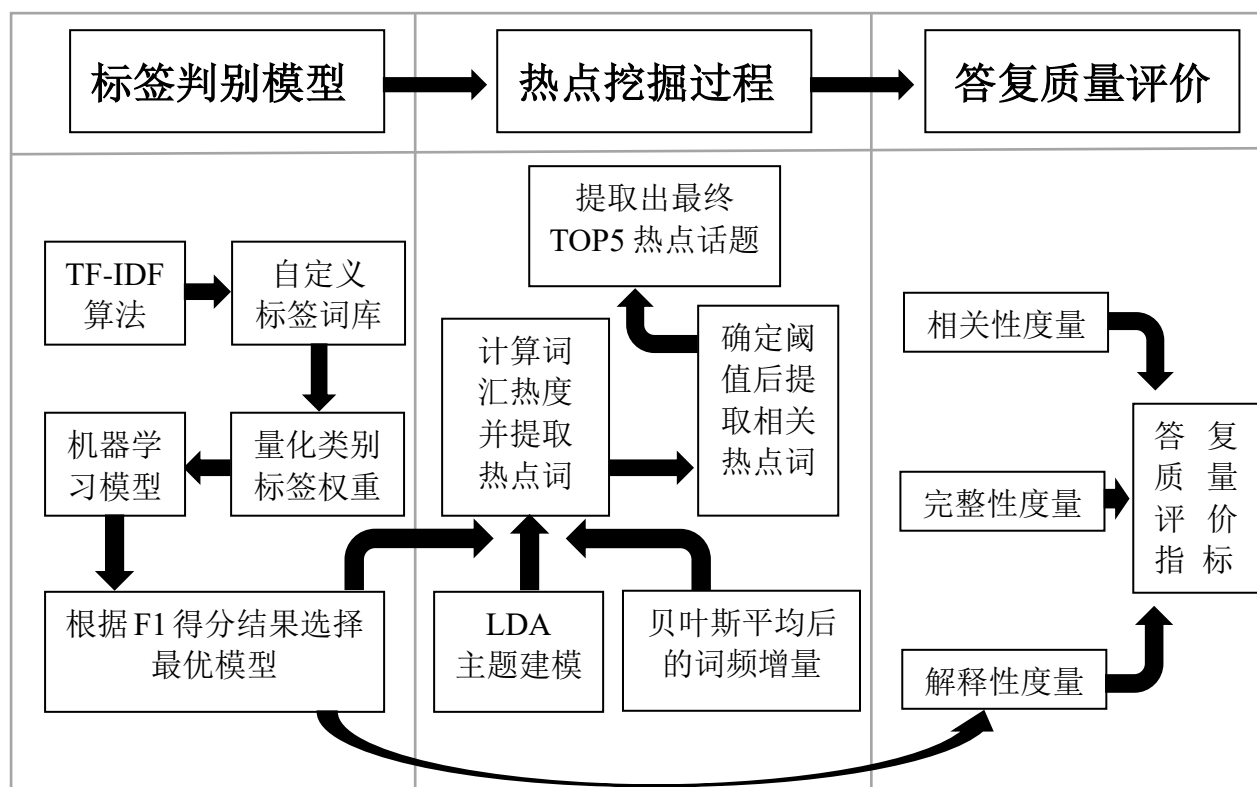 标签判别模型
热点挖掘过程
答复质量评价
TF-IDF
算法
自定义
标签词库
机器学
习模型
量化类别
标签权重
根据 F1 得分结果选择
最优模型
提取出最终
TOP5 热点话题
计算词
汇热度
并提取
热点词
确定阈
值后提
取相关
热点词
LDA
主题建模
贝叶斯平均后
的词频增量
相关性度量
完整性度量
解释性度量
答复
质量
评价
指标